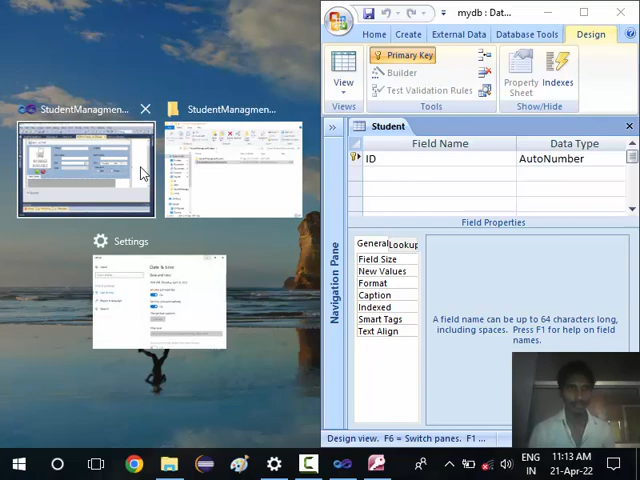 mydb : Dat...
Home Create External Data Database Tools Design
View
Primary Key
Builder
Test Validation Rules
Property Sheet
Indexes
Views
Tools
Show/Hide
StudentManagmen...
StudentManagmen...
Settings
Student
Field Name Data Type
ID AutoNumber
Field Properties
General Lookup
Field Size
New Values
Format
Caption
Indexed
Smart Tags
Text Align
A field name can be up to 64 characters long,
including spaces. Press F1 for help on field
names.
Navigation Pane
Design view. F6 = Switch panes. F1 ...
ENG
IN
11:13 AM
21-Apr-22